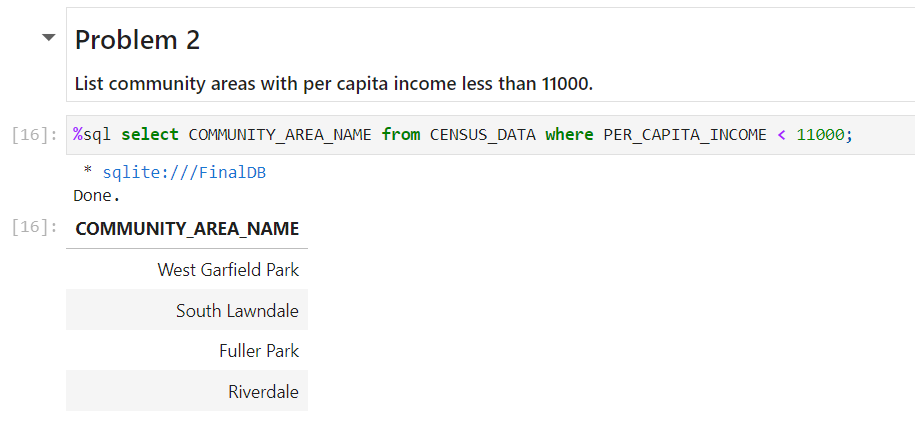 Problem 2
List community areas with per capita income less than 11000.
[16]: %sql select COMMUNITY_AREA_NAME from CENSUS_DATA where PER_CAPITA_INCOME < 11000;
* sqlite:///FinalDB
Done.
[16]: COMMUNITY_AREA_NAME
West Garfield Park
South Lawndale
Fuller Park
Riverdale